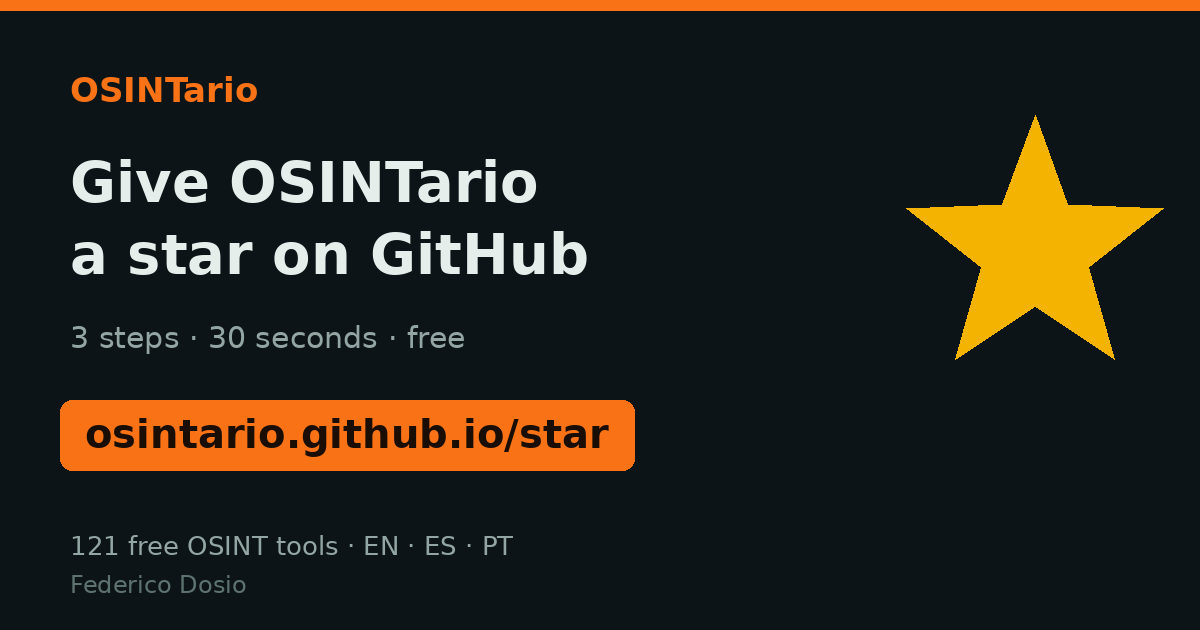 OSINTario
Give OSINTario
a star on GitHub
3 steps · 30 seconds · free
osintario.github.io/star
121 free OSINT tools · EN · ES · PT
Federico Dosio